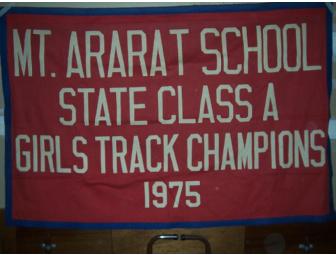 MT. ARARAT SCHOOL
STATE CLASS A
GIRLS TRACK CHAMPIONS
1975